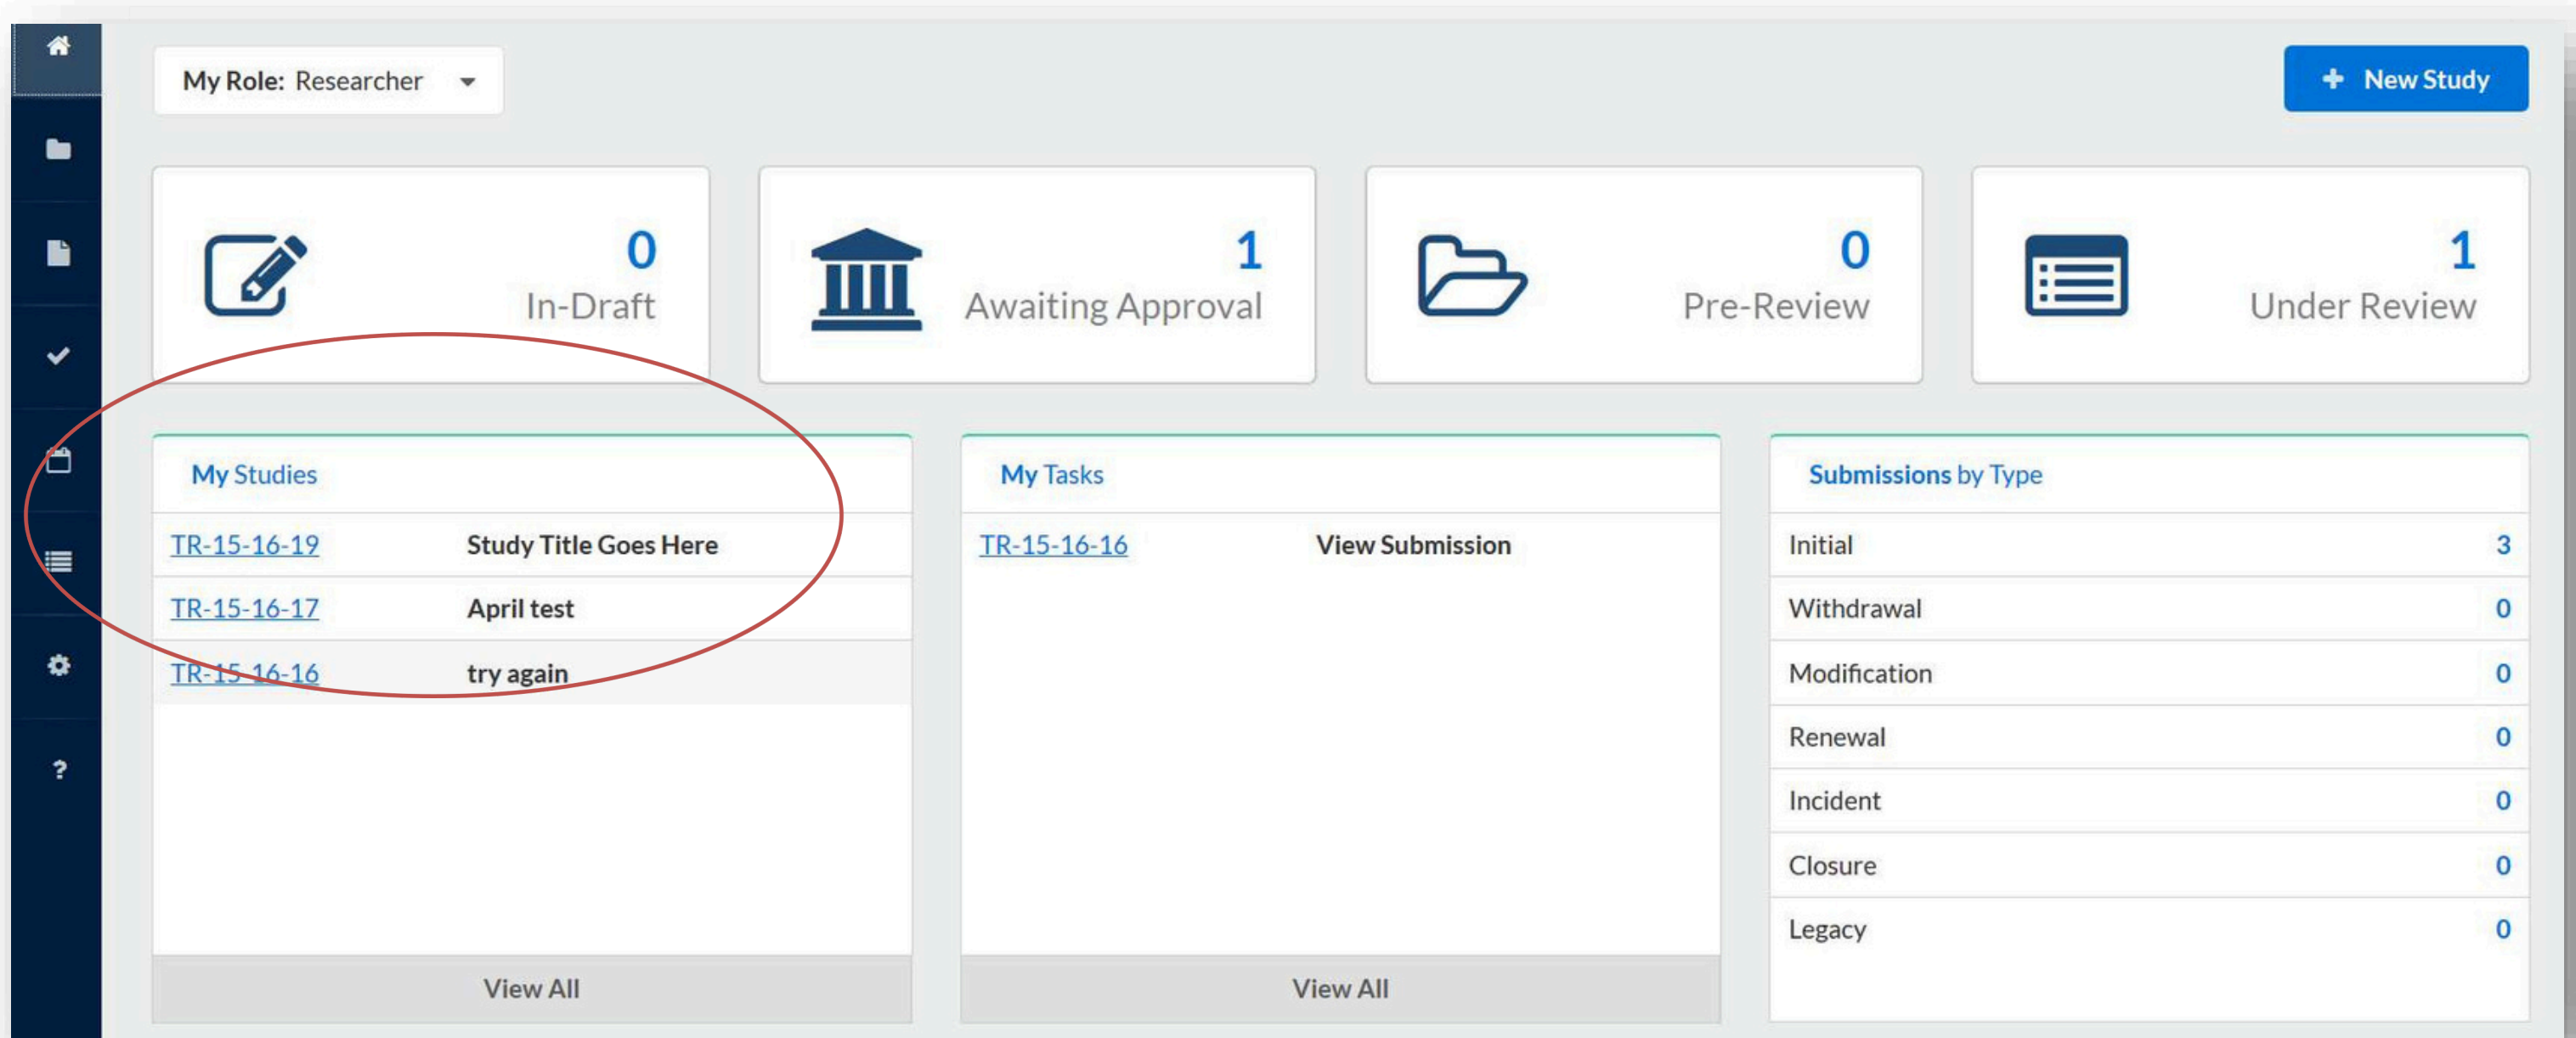 My Role: Researcher
+ New Study
0
In-Draft
1
Awaiting Approval
0
Pre-Review
1
Under Review
My Studies
TR-15-16-19 Study Title Goes Here
TR-15-16-17 April test
TR-15-16-16 try again
View All
My Tasks
TR-15-16-16 View Submission
View All
Submissions by Type
Initial 3
Withdrawal 0
Modification 0
Renewal 0
Incident 0
Closure 0
Legacy 0
?